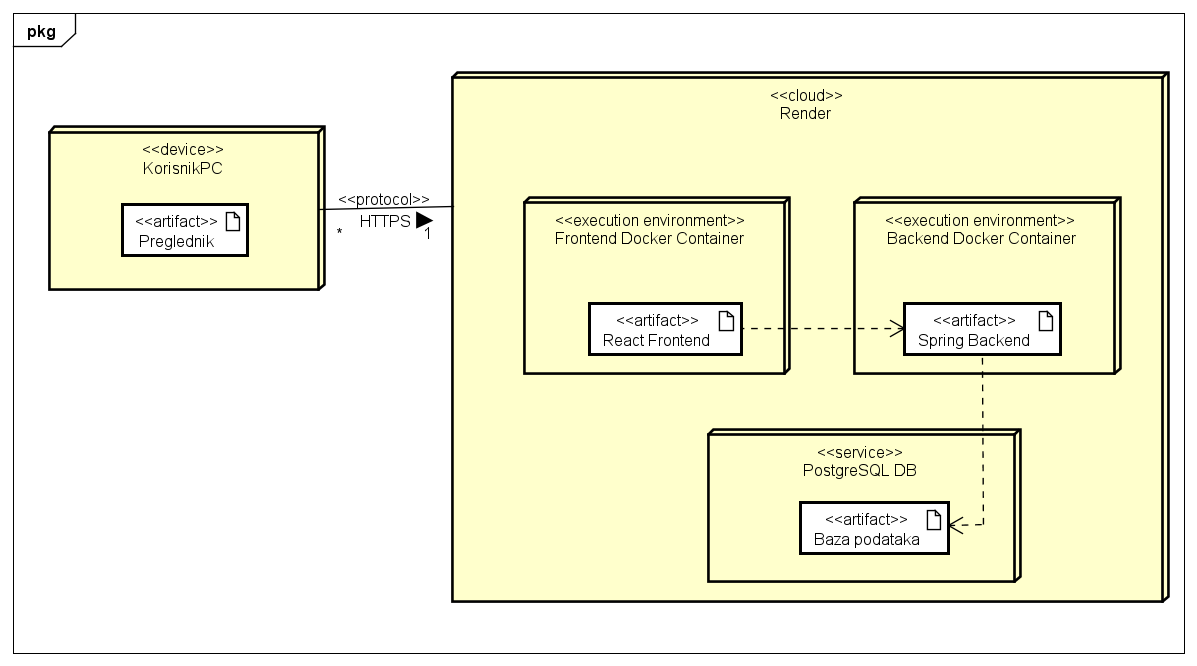 pkg
<<device>>
KorisnikPC
<<artifact>>
Preglednik
<<protocol>>
HTTPS
*
1
<<cloud>>
Render
<<execution environment>>
Frontend Docker Container
<<artifact>>
React Frontend
<<execution environment>>
Backend Docker Container
<<artifact>>
Spring Backend
<<service>>
PostgreSQL DB
<<artifact>>
Baza podataka